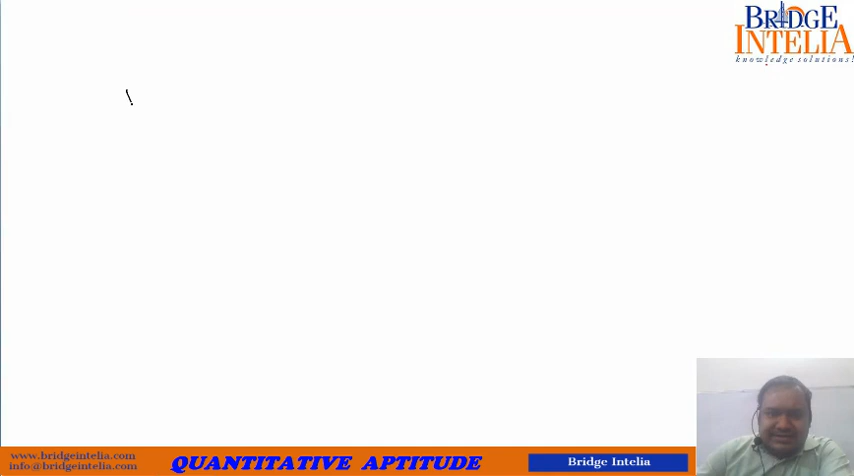 BRIDGE
INTELIA
knowledge solutions!
www.bridgeintelia.com
info@bridgeintelia.com
QUANTITATIVE APTITUDE
Bridge Intelia